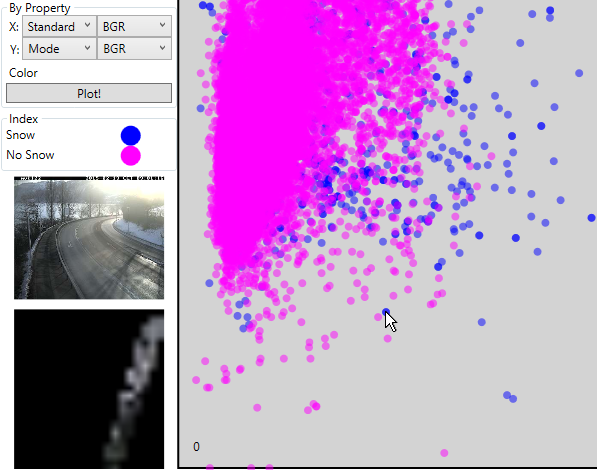 By Property
X: Standard BGR
Y: Mode BGR
Color
Plot!
Index
Snow
No Snow
0